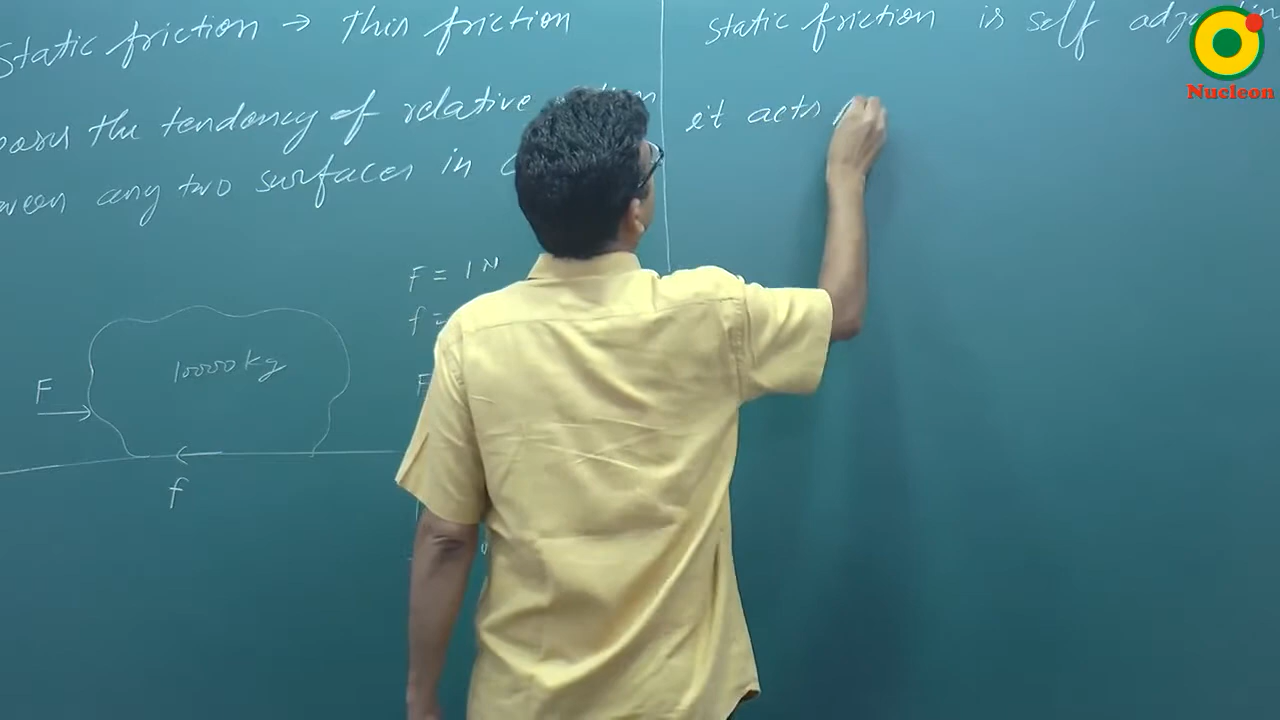 Static friction → This friction
the tendency of relative
any two surfaces in
F = 1 N
f =
10000 kg
F
F
f
Static friction is self
it acts
Nucleon